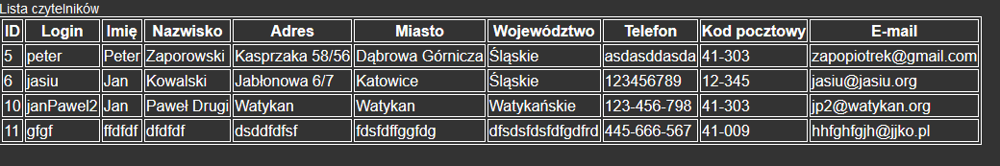 Lista czytelników
ID Login Imię Nazwisko Adres Miasto Województwo Telefon Kod pocztowy E-mail
5 peter Peter Zaporowski Kasprzaka 58/56 Dąbrowa Górnicza Śląskie asdasddasda 41-303 zapopiotrek@gmail.com
6 jasiu Jan Kowalski Jabłonowa 6/7 Katowice Śląskie 123456789 12-345 jasiu@jasiu.org
10 janPawel2 Jan Paweł Drugi Watykan Watykan Watykańskie 123-456-798 41-303 jp2@watykan.org
11 gfgf ffdfdf dfdfdf dsddfdfsf fdsfdffggfdg dfsdsfdsfdfgdfrd 445-666-567 41-009 hhfghfgjh@jjko.pl